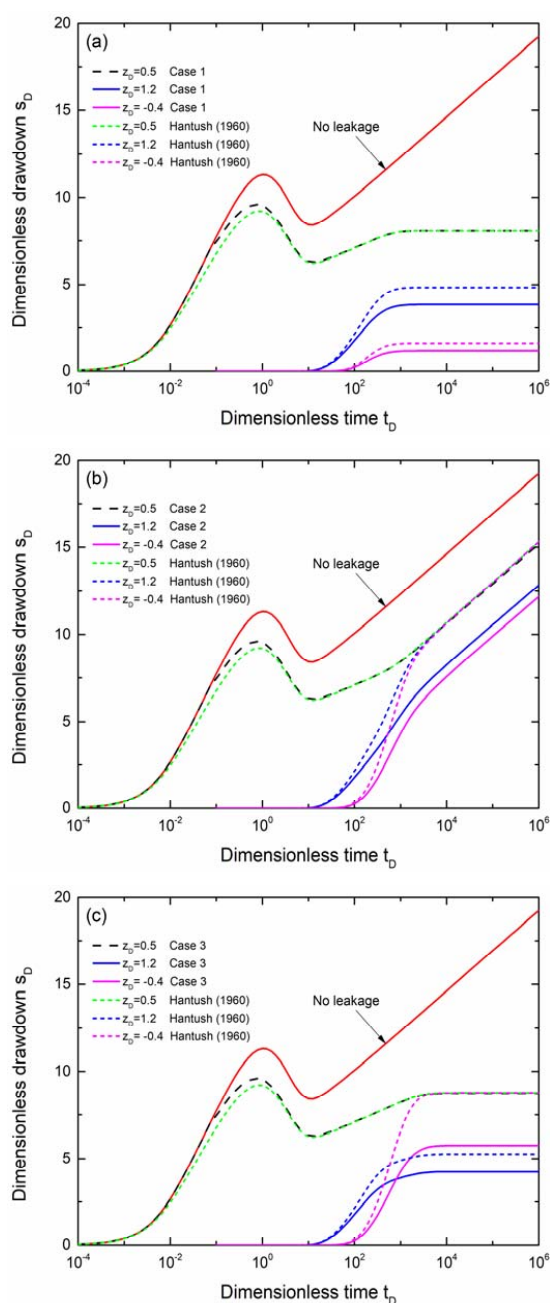 (a)
20
15
10
5
0
Dimensionless drawdown s_D
z_D=0.5 Case 1
z_D=1.2 Case 1
z_D= -0.4 Case 1
z_D=0.5 Hantush (1960)
z_D=1.2 Hantush (1960)
z_D= -0.4 Hantush (1960)
No leakage
10^-4 10^-2 10^0 10^2 10^4 10^6
Dimensionless time t_D
(b)
20
15
10
5
0
Dimensionless drawdown s_D
z_D=0.5 Case 2
z_D=1.2 Case 2
z_D= -0.4 Case 2
z_D=0.5 Hantush (1960)
z_D=1.2 Hantush (1960)
z_D= -0.4 Hantush (1960)
No leakage
10^-4 10^-2 10^0 10^2 10^4 10^6
Dimensionless time t_D
(c)
20
15
10
5
0
Dimensionless drawdown s_D
z_D=0.5 Case 3
z_D=1.2 Case 3
z_D= -0.4 Case 3
z_D=0.5 Hantush (1960)
z_D=1.2 Hantush (1960)
z_D= -0.4 Hantush (1960)
No leakage
10^-4 10^-2 10^0 10^2 10^4 10^6
Dimensionless time t_D